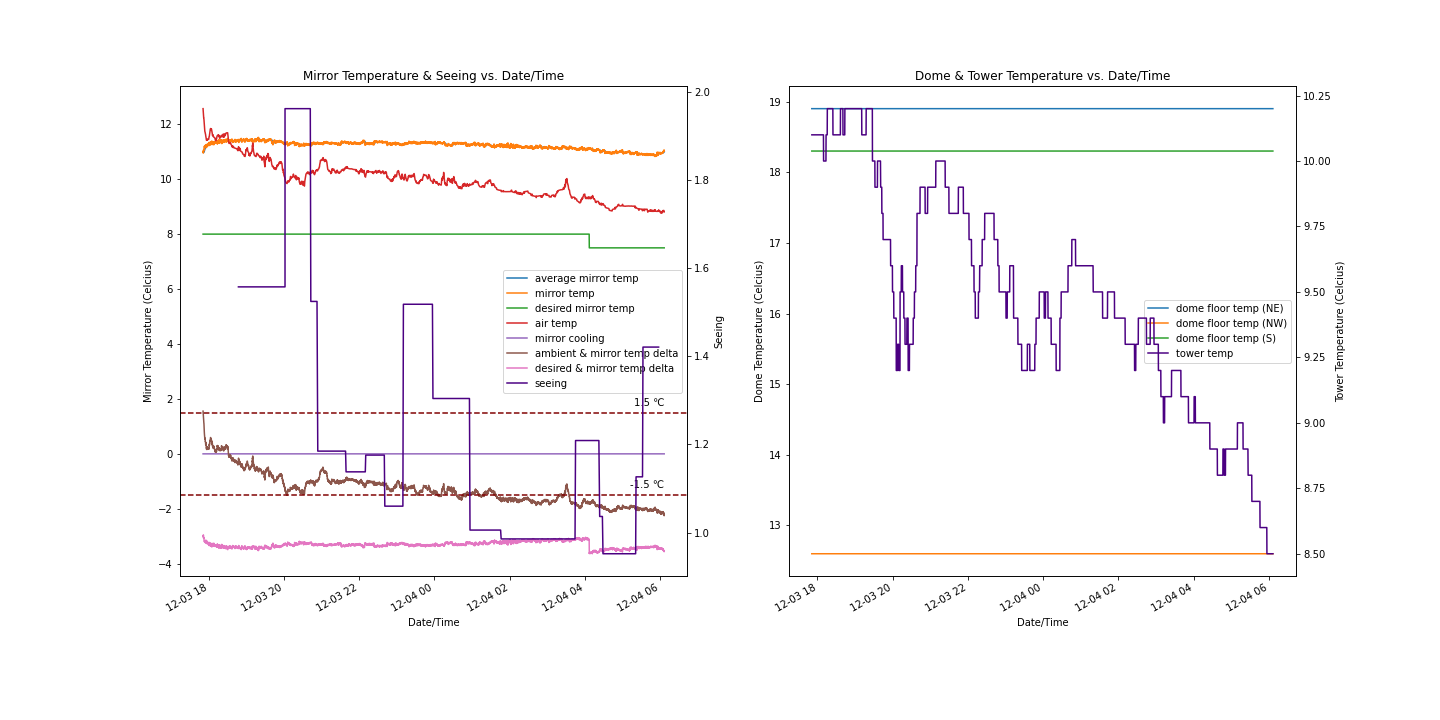 Mirror Temperature & Seeing vs. Date/Time
Mirror Temperature (Celcius)
12
10
8
6
4
2
0
−2
−4
2.0
1.8
1.6
1.4
1.2
1.0
Seeing
average mirror temp
mirror temp
desired mirror temp
air temp
mirror cooling
ambient & mirror temp delta
desired & mirror temp delta
seeing
1.5 ℃
-1.5 ℃
12-03 18
12-03 20
12-03 22
12-04 00
12-04 02
12-04 04
12-04 06
Date/Time
Dome & Tower Temperature vs. Date/Time
Dome Temperature (Celcius)
19
18
17
16
15
14
13
10.25
10.00
9.75
9.50
9.25
9.00
8.75
8.50
Tower Temperature (Celcius)
dome floor temp (NE)
dome floor temp (NW)
dome floor temp (S)
tower temp
12-03 18
12-03 20
12-03 22
12-04 00
12-04 02
12-04 04
12-04 06
Date/Time